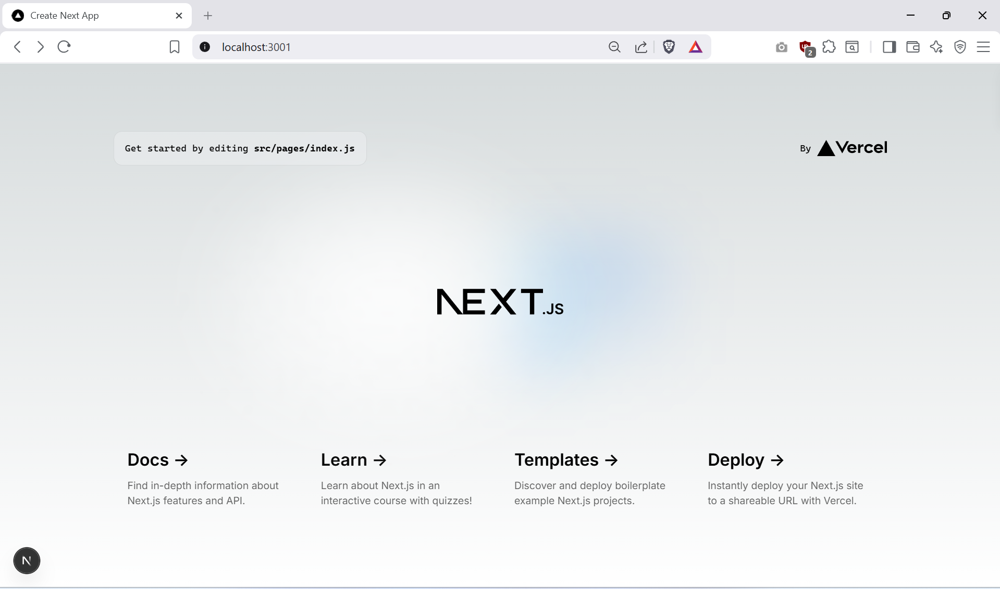 Create Next App
localhost:3001
2
Get started by editing src/pages/index.js
By Vercel
NEXT.JS
Docs →
Find in-depth information about
Next.js features and API.
Learn →
Learn about Next.js in an
interactive course with quizzes!
Templates →
Discover and deploy boilerplate
example Next.js projects.
Deploy →
Instantly deploy your Next.js site
to a shareable URL with Vercel.
N